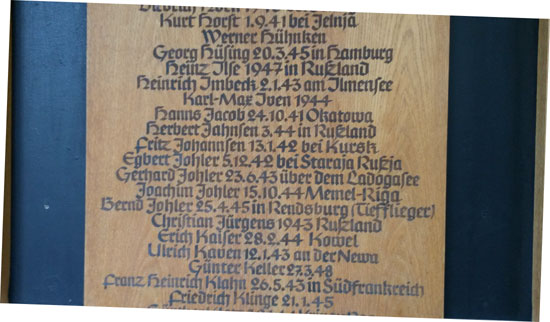 Kurt Horst 1.9.41 bei Jelnja
Werner Hühnken
Georg Hüsing 20.3.45 in Hamburg
Heinz Ilse 1947 in Rußland
Heinrich Imbeck 2.1.43 am Ilmensee
Karl-Max Iven 1944
Hanns Jacob 24.10.41 Okatowa
Herbert Jahnsen 3.44 in Rußland
Fritz Johannsen 13.1.42 bei Kursk
Egbert Johler 5.12.42 bei Staraja Rußja
Gerhard Johler 23.6.43 über dem Ladogasee
Joachim Johler 15.10.44 Memel-Riga
Bernd Johler 25.4.45 in Rendsburg (Tiefflieger)
Christian Jürgens 1943 Rußland
Erich Kaiser 28.2.44 Kowel
Ulrich Kaven 12.1.43 an der Newa
Günter Keller 27.3.48
Franz Heinrich Klahn 26.5.43 in Südfrankreich
Friedrich Klinge 21.1.45